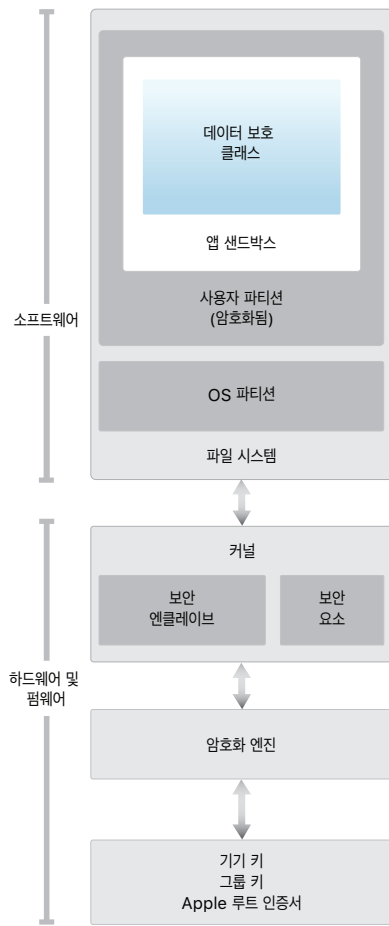 데이터 보호
클래스
앱 샌드박스
사용자 파티션
(암호화됨)
소프트웨어
OS 파티션
파일 시스템
커널
보안
엔클레이브
보안
요소
하드웨어 및
펌웨어
암호화 엔진
기기 키
그룹 키
Apple 루트 인증서